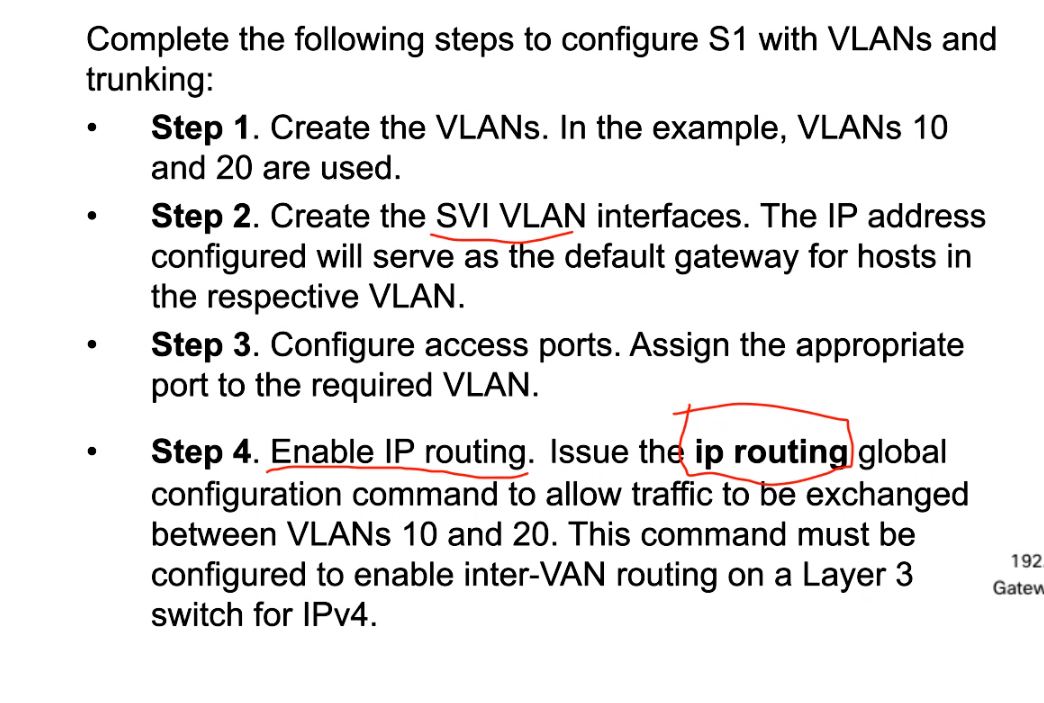 Complete the following steps to configure S1 with VLANs and
trunking:
• Step 1. Create the VLANs. In the example, VLANs 10
and 20 are used.
• Step 2. Create the SVI VLAN interfaces. The IP address
configured will serve as the default gateway for hosts in
the respective VLAN.
• Step 3. Configure access ports. Assign the appropriate
port to the required VLAN.
• Step 4. Enable IP routing. Issue the ip routing global
configuration command to allow traffic to be exchanged
between VLANs 10 and 20. This command must be
configured to enable inter-VAN routing on a Layer 3
switch for IPv4.
192.
Gatew